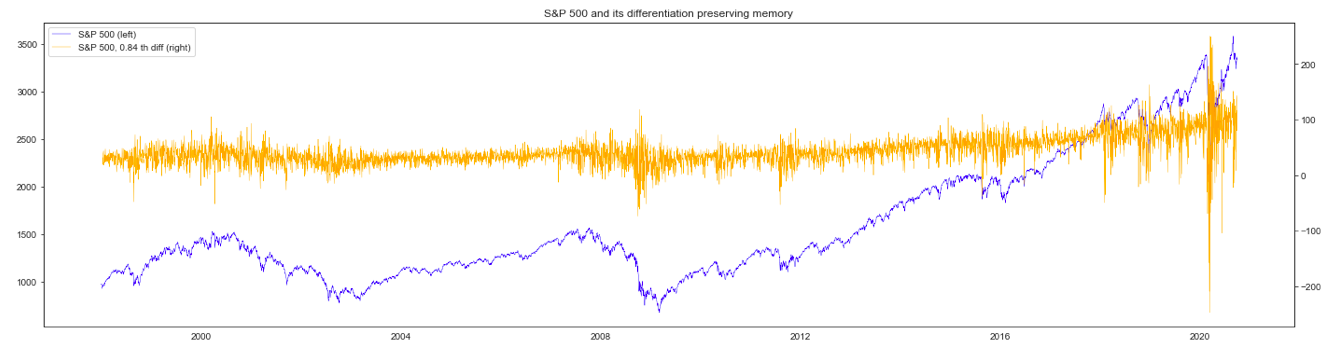 S&P 500 and its differentiation preserving memory
S&P 500 (left)
S&P 500, 0.84 th diff (right)
3500
3000
2500
2000
1500
1000
200
100
0
−100
−200
2000 2004 2008 2012 2016 2020